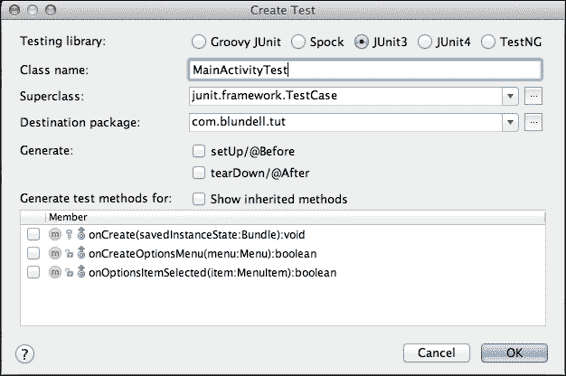 Create Test
Testing library: Groovy JUnit Spock JUnit3 JUnit4 TestNG
Class name: MainActivityTest
Superclass: junit.framework.TestCase ...
Destination package: com.blundell.tut ...
Generate: setUp/@Before
tearDown/@After
Generate test methods for: Show inherited methods
Member
m onCreate(savedInstanceState:Bundle):void
m onCreateOptionsMenu(menu:Menu):boolean
m onOptionsItemSelected(item:MenuItem):boolean
? Cancel OK